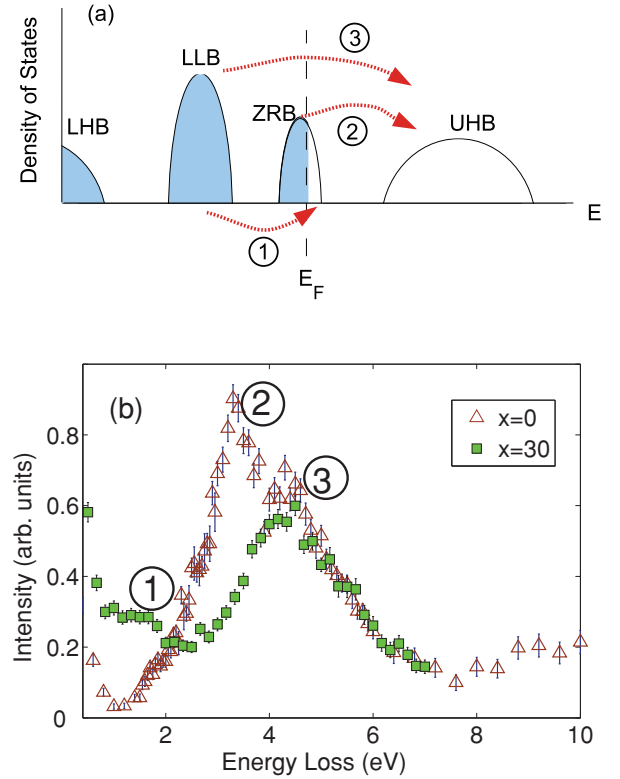 (a)
Density of States
LHB
LLB
ZRB
UHB
③
②
①
E
E_F
(b)
Intensity (arb. units)
0.8
0.6
0.4
0.2
0
① ② ③
x=0
x=30
2 4 6 8 10
Energy Loss (eV)